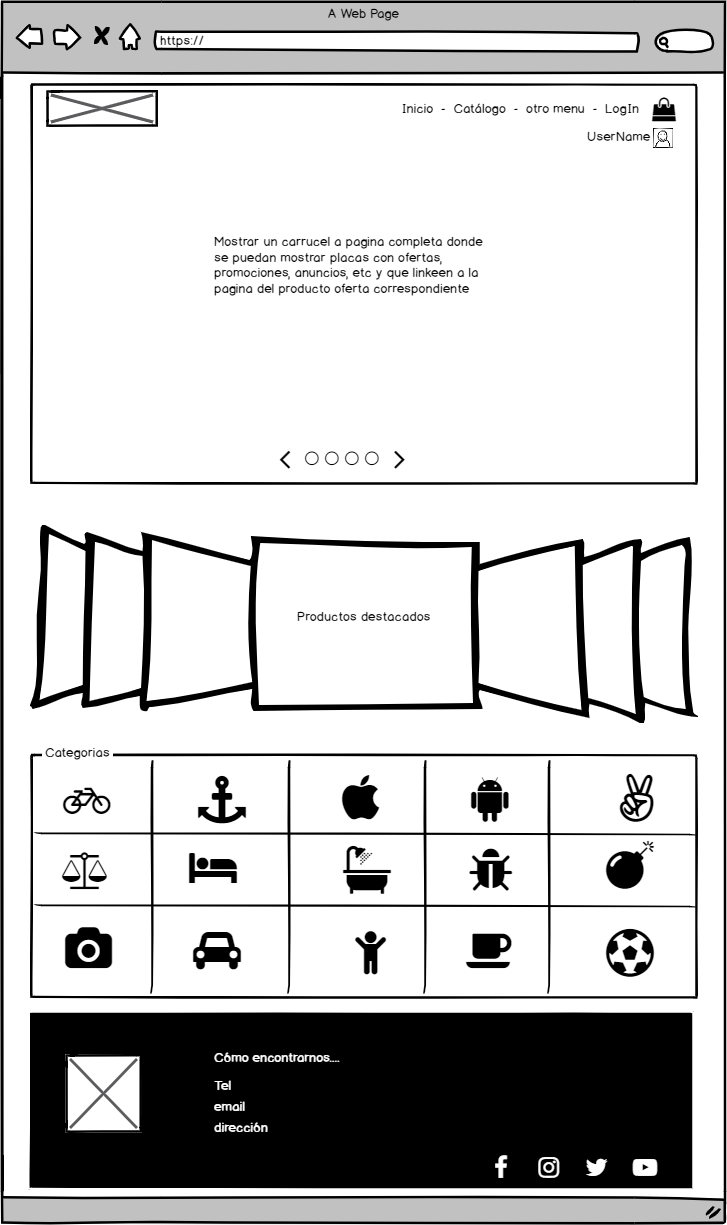 A Web Page
https://
Inicio - Catálogo - otro menu - LogIn
UserName
Mostrar un carrucel a pagina completa donde
se puedan mostrar placas con ofertas,
promociones, anuncios, etc y que linkeen a la
pagina del producto oferta correspondiente
Productos destacados
Categorias
Cómo encontrarnos....
Tel
email
dirección